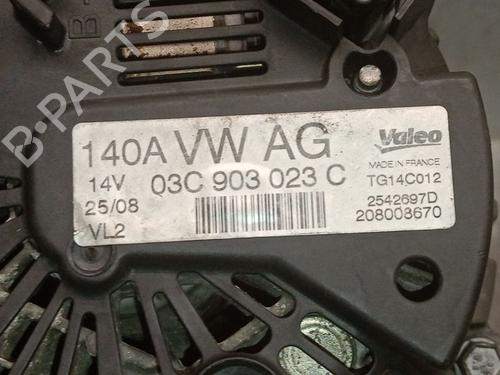 B+
140A VW AG
Valeo
MADE IN FRANCE
14V 03C 903 023 C TG14C012
25/08 2542697D
VL2 208003670
B-PARTS